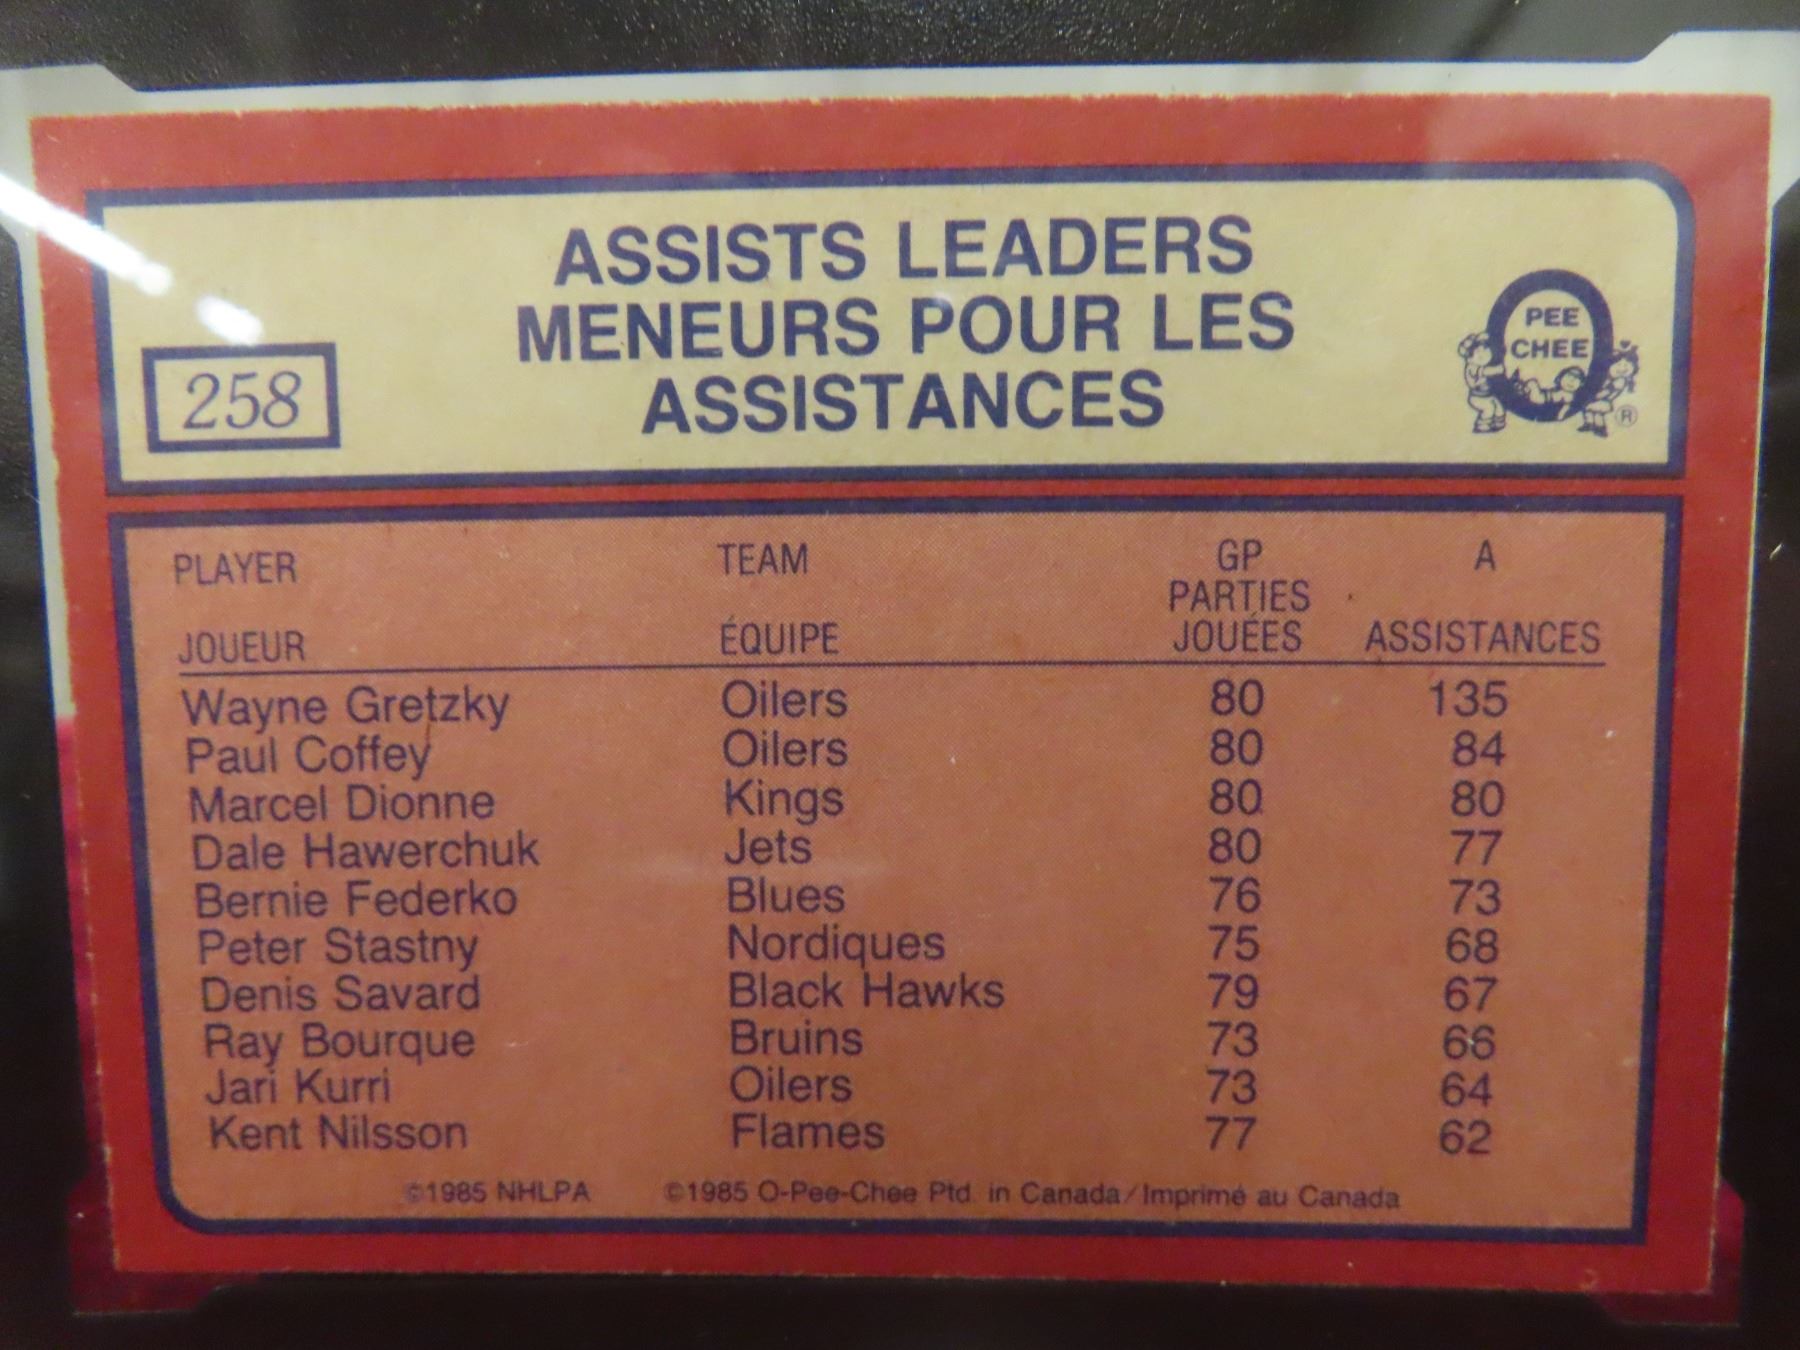 ASSISTS LEADERS
MENEURS POUR LES
ASSISTANCES
258
PEE
CHEE
®
PLAYER TEAM GP A
PARTIES
JOUEUR ÉQUIPE JOUÉES ASSISTANCES
Wayne Gretzky Oilers 80 135
Paul Coffey Oilers 80 84
Marcel Dionne Kings 80 80
Dale Hawerchuk Jets 80 77
Bernie Federko Blues 76 73
Peter Stastny Nordiques 75 68
Denis Savard Black Hawks 79 67
Ray Bourque Bruins 73 66
Jari Kurri Oilers 73 64
Kent Nilsson Flames 77 62
©1985 NHLPA ©1985 O-Pee-Chee Ptd. in Canada/Imprimé au Canada